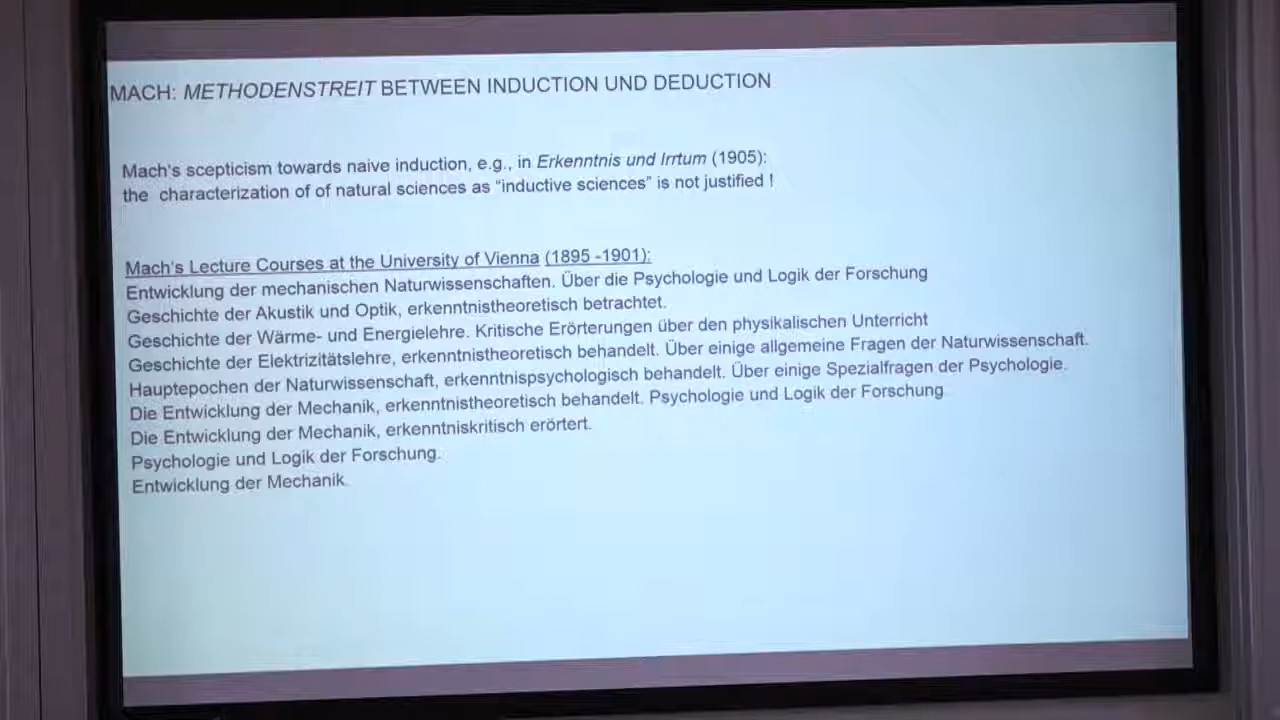 MACH: METHODENSTREIT BETWEEN INDUCTION UND DEDUCTION
Mach's scepticism towards naive induction, e.g., in Erkenntnis und Irrtum (1905):
the characterization of of natural sciences as “inductive sciences” is not justified !
Mach's Lecture Courses at the University of Vienna (1895 -1901):
Entwicklung der mechanischen Naturwissenschaften. Über die Psychologie und Logik der Forschung
Geschichte der Akustik und Optik, erkenntnistheoretisch betrachtet.
Geschichte der Wärme- und Energielehre. Kritische Erörterungen über den physikalischen Unterricht
Geschichte der Elektrizitätslehre, erkenntnistheoretisch behandelt. Über einige allgemeine Fragen der Naturwissenschaft.
Hauptepochen der Naturwissenschaft, erkenntnispsychologisch behandelt. Über einige Spezialfragen der Psychologie.
Die Entwicklung der Mechanik, erkenntnistheoretisch behandelt. Psychologie und Logik der Forschung
Die Entwicklung der Mechanik, erkenntniskritisch erörtert.
Psychologie und Logik der Forschung.
Entwicklung der Mechanik.